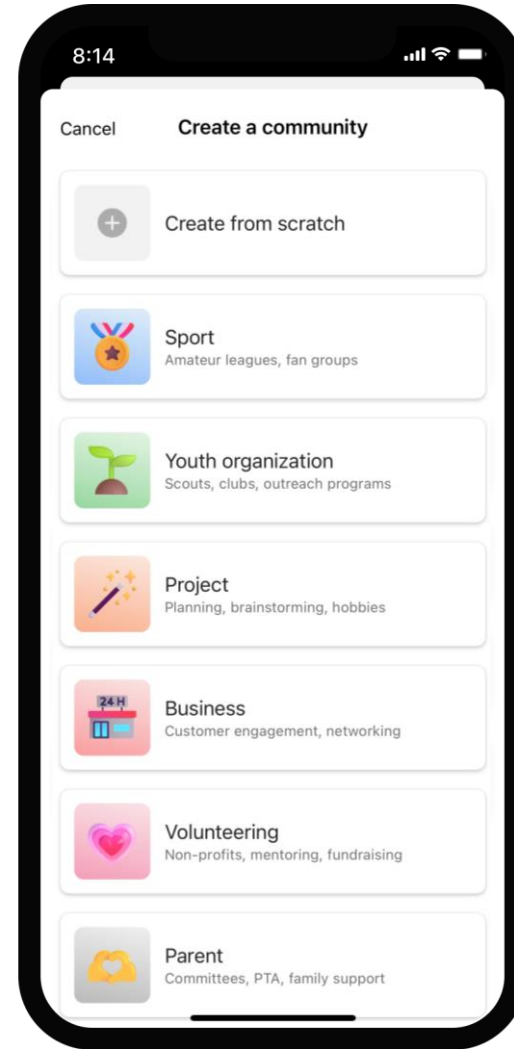 8:14
Cancel Create a community
Create from scratch
Sport
Amateur leagues, fan groups
Youth organization
Scouts, clubs, outreach programs
Project
Planning, brainstorming, hobbies
24 H
Business
Customer engagement, networking
Volunteering
Non-profits, mentoring, fundraising
Parent
Committees, PTA, family support